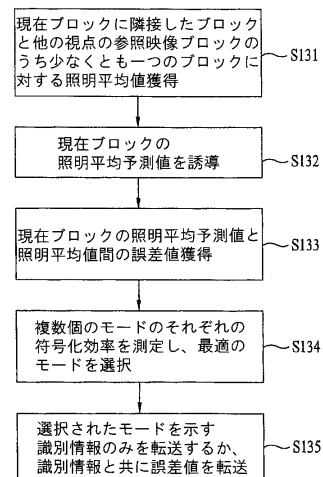 現在ブロックに隣接したブロック
と他の視点の参照映像ブロックの
うち少なくとも一つのブロックに
対する照明平均値獲得
S131
現在ブロックの
照明平均予測値を誘導
S132
現在ブロックの照明平均予測値と
照明平均値間の誤差値獲得
S133
複数個のモードのそれぞれの
符号化効率を測定し、最適の
モードを選択
S134
選択されたモードを示す
識別情報のみを転送するか、
識別情報と共に誤差値を転送
S135